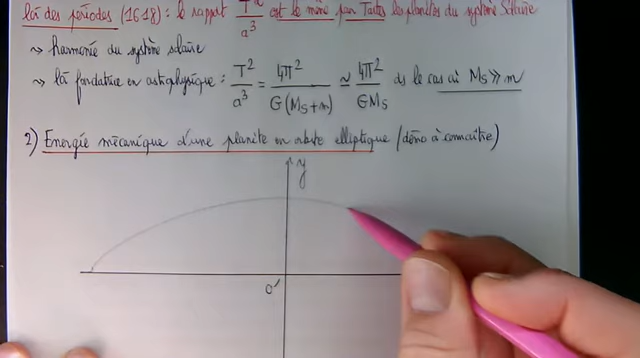 Loi des périodes (1618) : le rapport T²/a³ est le même pour Toutes les planètes du système Solaire
↝ harmonie du système solaire
↝ loi fondatrice en astrophysique : T²/a³ = 4π²/G(Ms+m) ≃ 4π²/GMs ds le cas où Ms ≫ m
2) Energie mécanique d'une planète en orbite elliptique (démo à connaître)
y
O'